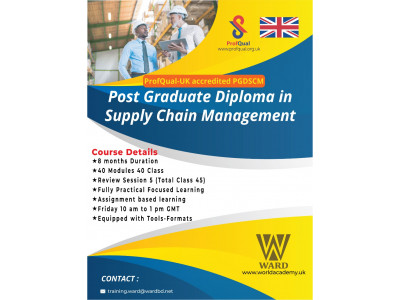 ProfQual
www.profqual.org.uk
ProfQual-UK accredited PGDSCM
Post Graduate Diploma in
Supply Chain Management
Course Details
★8 months Duration
★40 Modules 40 Class
★Review Session 5 (Total Class 45)
★Fully Practical Focused Learning
★Assignment based learning
★Friday 10 am to 1 pm GMT
★Equipped with Tools-Formats
WARD
www.worldacademy.uk
CONTACT :
training.ward@wardbd.net